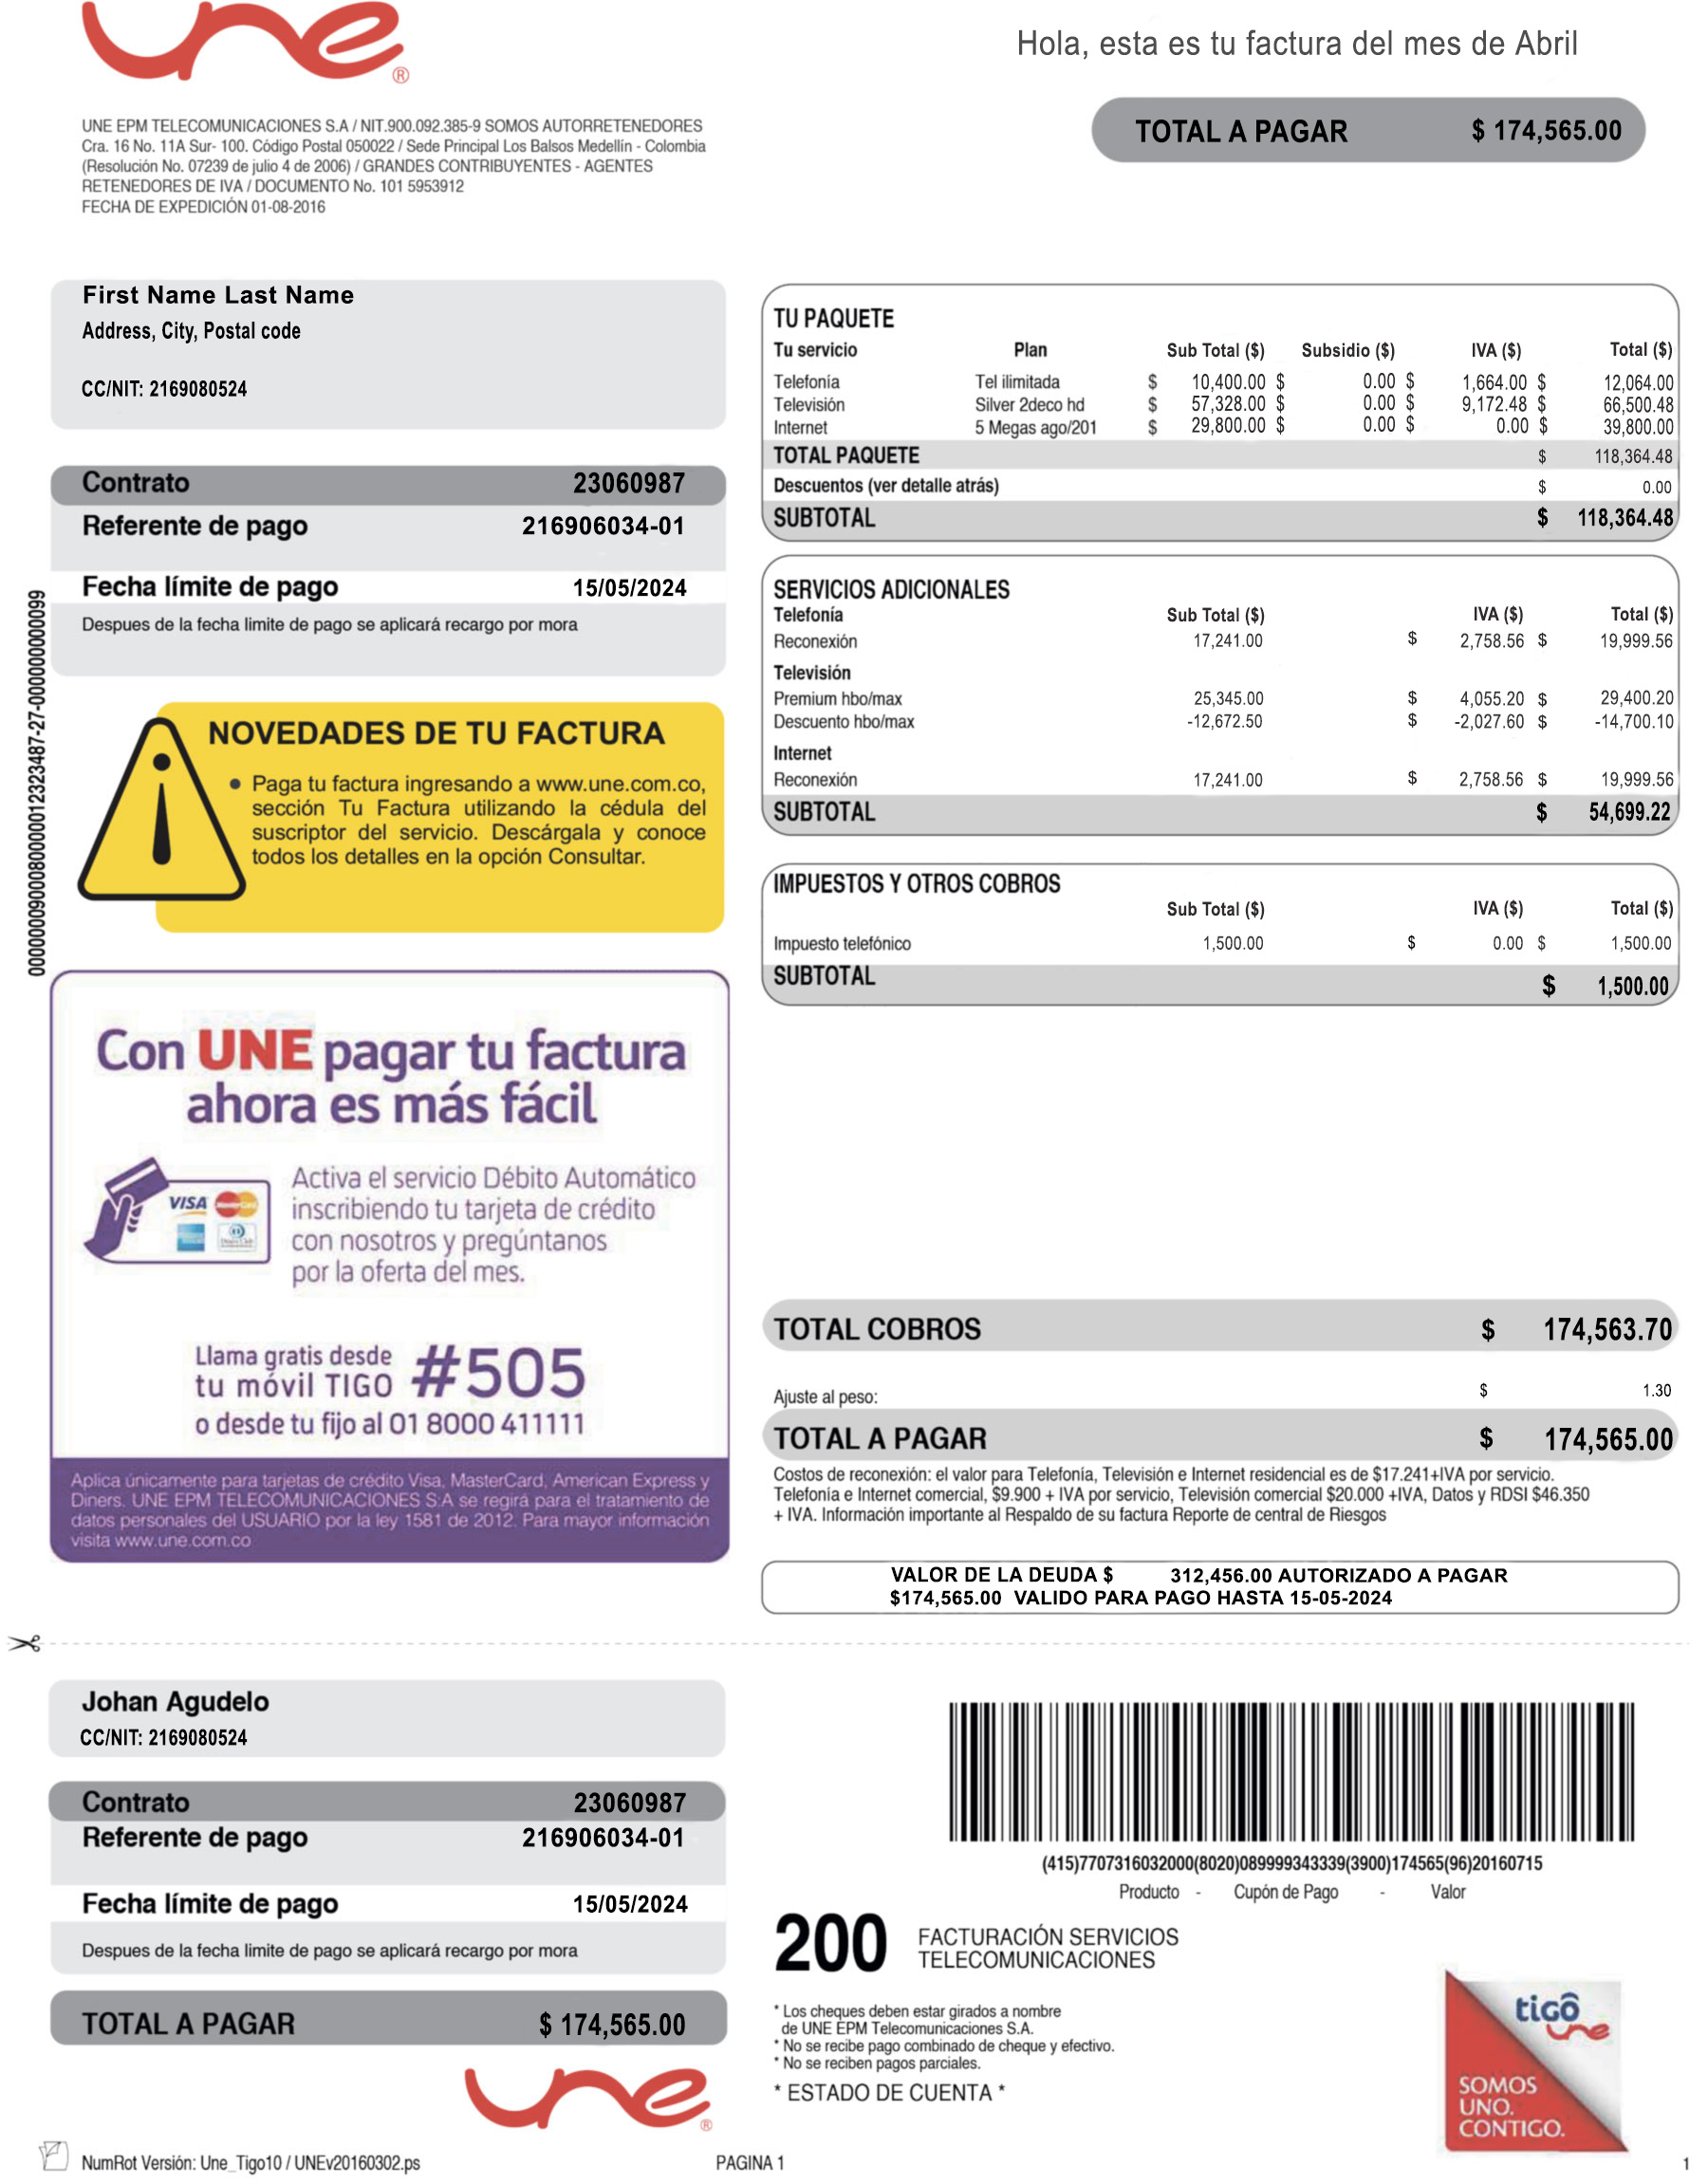 une®
Hola, esta es tu factura del mes de Abril
TOTAL A PAGAR $ 174,565.00
UNE EPM TELECOMUNICACIONES S.A / NIT.900.092.385-9 SOMOS AUTORRETENEDORES
Cra. 16 No. 11A Sur- 100. Código Postal 050022 / Sede Principal Los Balsos Medellín - Colombia
(Resolución No. 07239 de julio 4 de 2006) / GRANDES CONTRIBUYENTES - AGENTES
RETENEDORES DE IVA / DOCUMENTO No. 101 5953912
FECHA DE EXPEDICIÓN 01-08-2016
First Name Last Name
Address, City, Postal code
CC/NIT: 2169080524
Contrato 23060987
Referente de pago 216906034-01
Fecha límite de pago 15/05/2024
Despues de la fecha limite de pago se aplicará recargo por mora
NOVEDADES DE TU FACTURA
• Paga tu factura ingresando a www.une.com.co,
sección Tu Factura utilizando la cédula del
suscriptor del servicio. Descárgala y conoce
todos los detalles en la opción Consultar.
Con UNE pagar tu factura
ahora es más fácil
VISA
Activa el servicio Débito Automático
inscribiendo tu tarjeta de crédito
con nosotros y pregúntanos
por la oferta del mes.
Llama gratis desde
tu móvil TIGO #505
o desde tu fijo al 01 8000 411111
Aplica únicamente para tarjetas de crédito Visa, MasterCard, American Express y
Diners. UNE EPM TELECOMUNICACIONES S.A se regirá para el tratamiento de
datos personales del USUARIO por la ley 1581 de 2012. Para mayor información
visita www.une.com.co
TU PAQUETE
Tu servicio Plan Sub Total ($) Subsidio ($) IVA ($) Total ($)
Telefonía Tel ilimitada $ 10,400.00 $ 0.00 $ 1,664.00 $ 12,064.00
Televisión Silver 2deco hd $ 57,328.00 $ 0.00 $ 9,172.48 $ 66,500.48
Internet 5 Megas ago/201 $ 29,800.00 $ 0.00 $ 0.00 $ 39,800.00
TOTAL PAQUETE $ 118,364.48
Descuentos (ver detalle atrás) $ 0.00
SUBTOTAL $ 118,364.48
SERVICIOS ADICIONALES
Telefonía Sub Total ($) IVA ($) Total ($)
Reconexión 17,241.00 $ 2,758.56 $ 19,999.56
Televisión
Premium hbo/max 25,345.00 $ 4,055.20 $ 29,400.20
Descuento hbo/max -12,672.50 $ -2,027.60 $ -14,700.10
Internet
Reconexión 17,241.00 $ 2,758.56 $ 19,999.56
SUBTOTAL $ 54,699.22
IMPUESTOS Y OTROS COBROS
Sub Total ($) IVA ($) Total ($)
Impuesto telefónico 1,500.00 $ 0.00 $ 1,500.00
SUBTOTAL $ 1,500.00
TOTAL COBROS $ 174,563.70
Ajuste al peso: $ 1.30
TOTAL A PAGAR $ 174,565.00
Costos de reconexión: el valor para Telefonía, Televisión e Internet residencial es de $17.241+IVA por servicio.
Telefonía e Internet comercial, $9.900 + IVA por servicio, Televisión comercial $20.000 +IVA, Datos y RDSI $46.350
+ IVA. Información importante al Respaldo de su factura Reporte de central de Riesgos
VALOR DE LA DEUDA $ 312,456.00 AUTORIZADO A PAGAR
$174,565.00 VALIDO PARA PAGO HASTA 15-05-2024
Johan Agudelo
CC/NIT: 2169080524
Contrato 23060987
Referente de pago 216906034-01
Fecha límite de pago 15/05/2024
Despues de la fecha limite de pago se aplicará recargo por mora
TOTAL A PAGAR $ 174,565.00
une®
(415)7707316032000(8020)089999343339(3900)174565(96)20160715
Producto - Cupón de Pago - Valor
200 FACTURACIÓN SERVICIOS
TELECOMUNICACIONES
* Los cheques deben estar girados a nombre
de UNE EPM Telecomunicaciones S.A.
* No se recibe pago combinado de cheque y efectivo.
* No se reciben pagos parciales.
* ESTADO DE CUENTA *
tigô
une
SOMOS
UNO.
CONTIGO.
NumRot Versión: Une_Tigo10 / UNEv20160302.ps PAGINA 1 1